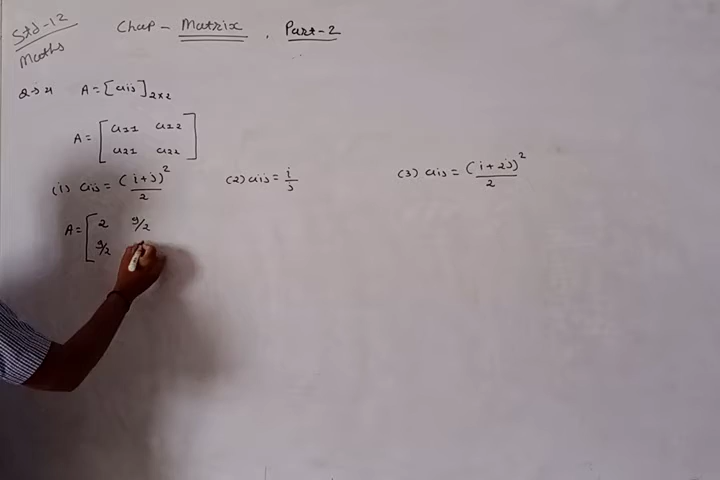 Std-12
Maths
Chap - Matrix . Part-2
Q→4 A = [aij]2×2
A = [a11 a12
a21 a22]
(1) aij = (i+j)²/2
(2) aij = i/j
(3) aij = (i+2j)²/2
A = [2 9/2
9/2